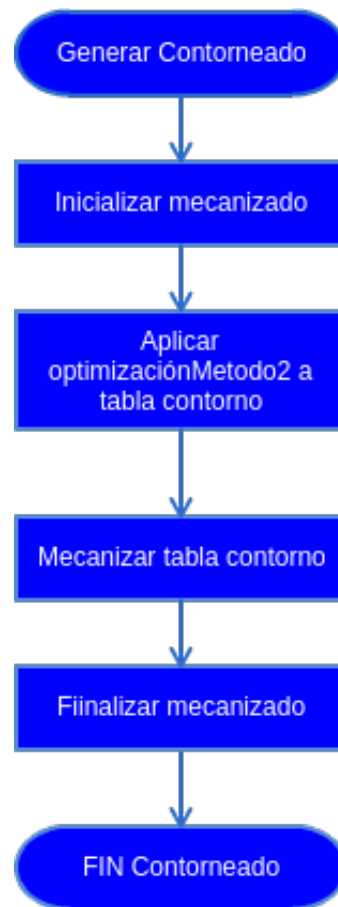 Generar Contorneado
Inicializar mecanizado
Aplicar
optimizaciónMetodo2 a
tabla contorno
Mecanizar tabla contorno
Fiinalizar mecanizado
FIN Contorneado